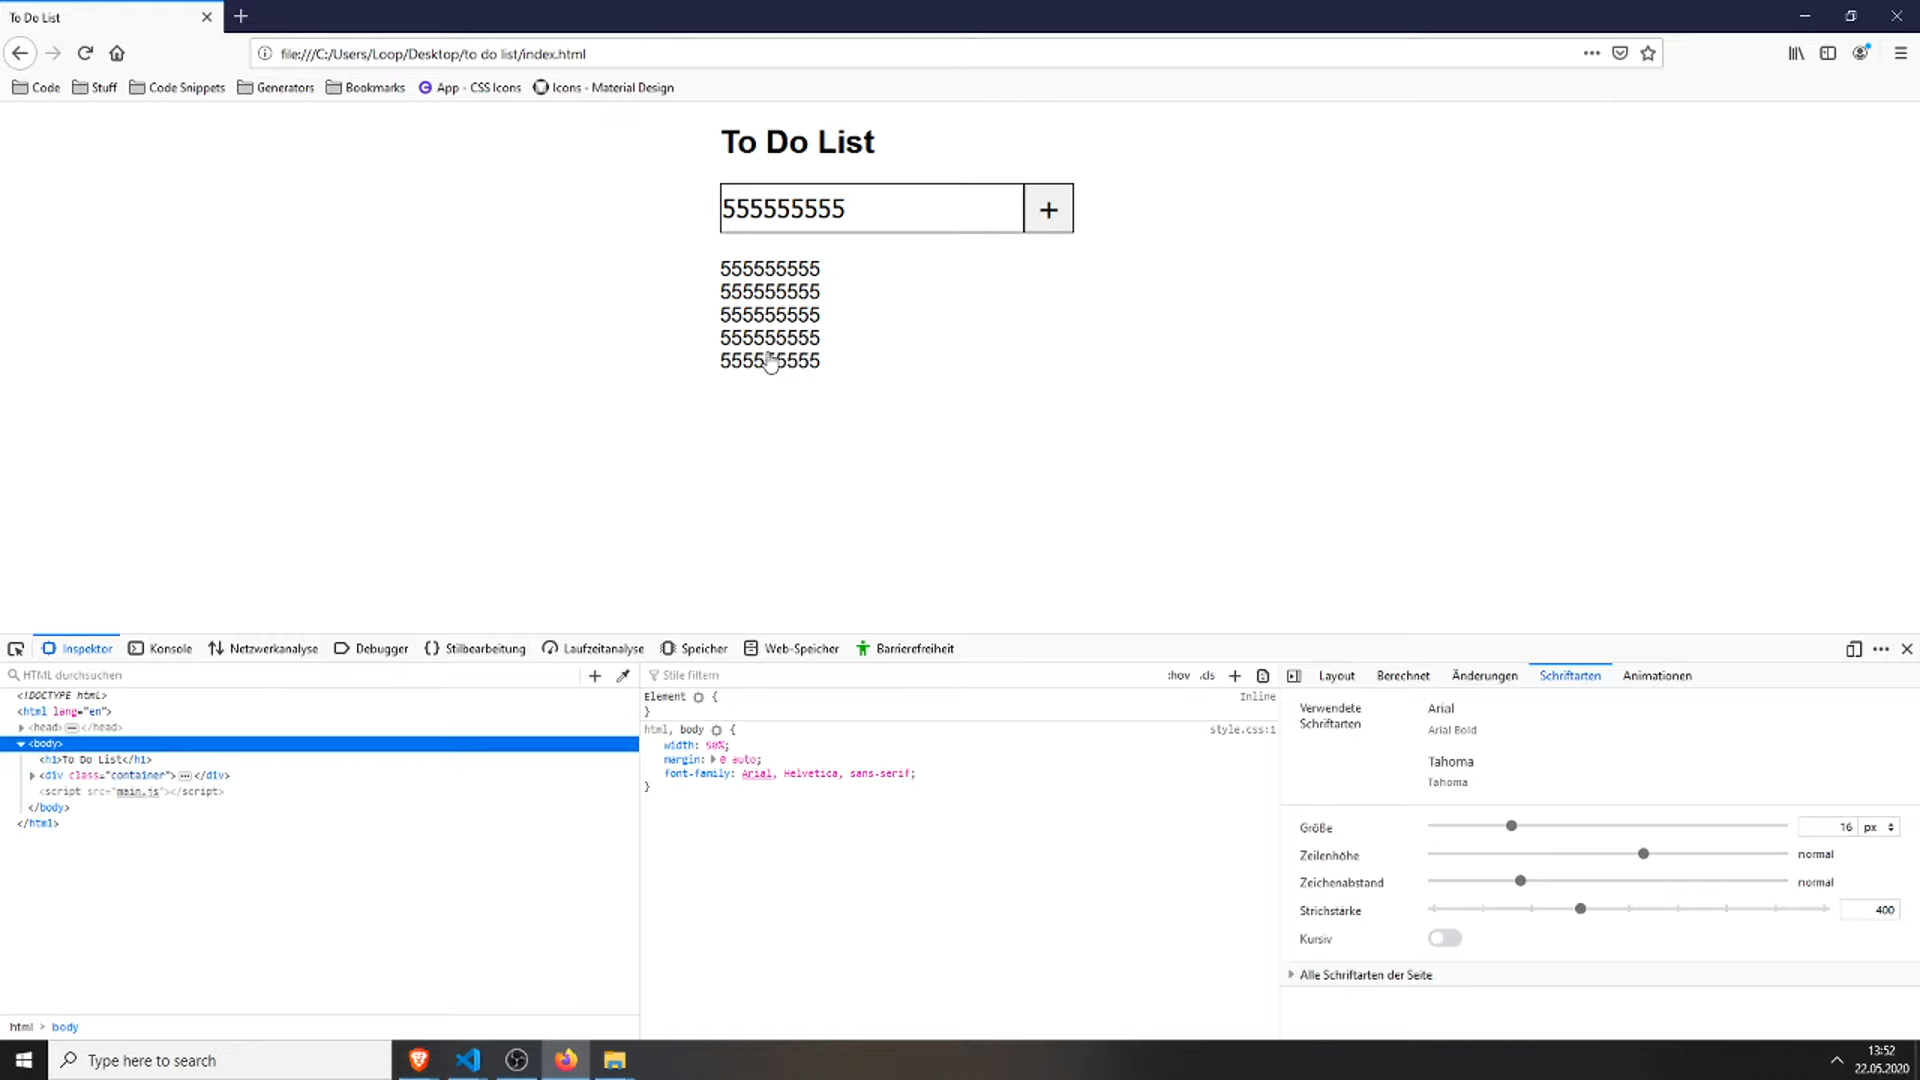 To Do List
file:///C:/Users/Loop/Desktop/to do list/index.html
Code Stuff Code Snippets Generators Bookmarks App - CSS Icons Icons - Material Design
To Do List
555555555 +
555555555
555555555
555555555
555555555
555555555
Inspektor Konsole Netzwerkanalyse Debugger Stilbearbeitung Laufzeitanalyse Speicher Web-Speicher Barrierefreiheit
HTML durchsuchen
<!DOCTYPE html>
<html lang="en">
<head></head>
<body>
<h1>To Do List</h1>
<div class="container"></div>
<script src="main.js"></script>
</body>
</html>
html > body
Stile filtern :hov .cls +
Element { Inline
}
html, body { style.css:1
width: 50%;
margin: 0 auto;
font-family: Arial, Helvetica, sans-serif;
}
Layout Berechnet Änderungen Schriftarten Animationen
Verwendete Schriftarten
Arial
Arial Bold
Tahoma
Tahoma
Größe 16 px
Zeilenhöhe normal
Zeichenabstand normal
Strichstärke 400
Kursiv
Alle Schriftarten der Seite
Type here to search
13:52
22.05.2020